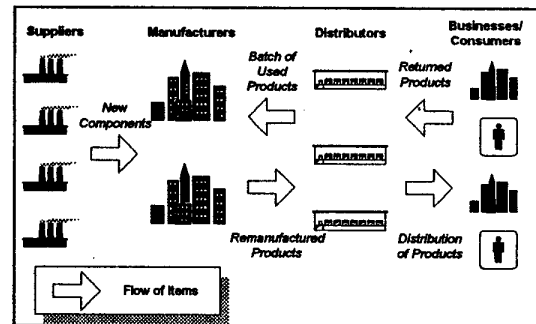 Suppliers
Manufacturers
Distributors
Businesses/
Consumers
Batch of
Used
Products
Returned
Products
New
Components
Remanufactured
Products
Distribution
of Products
Flow of Items